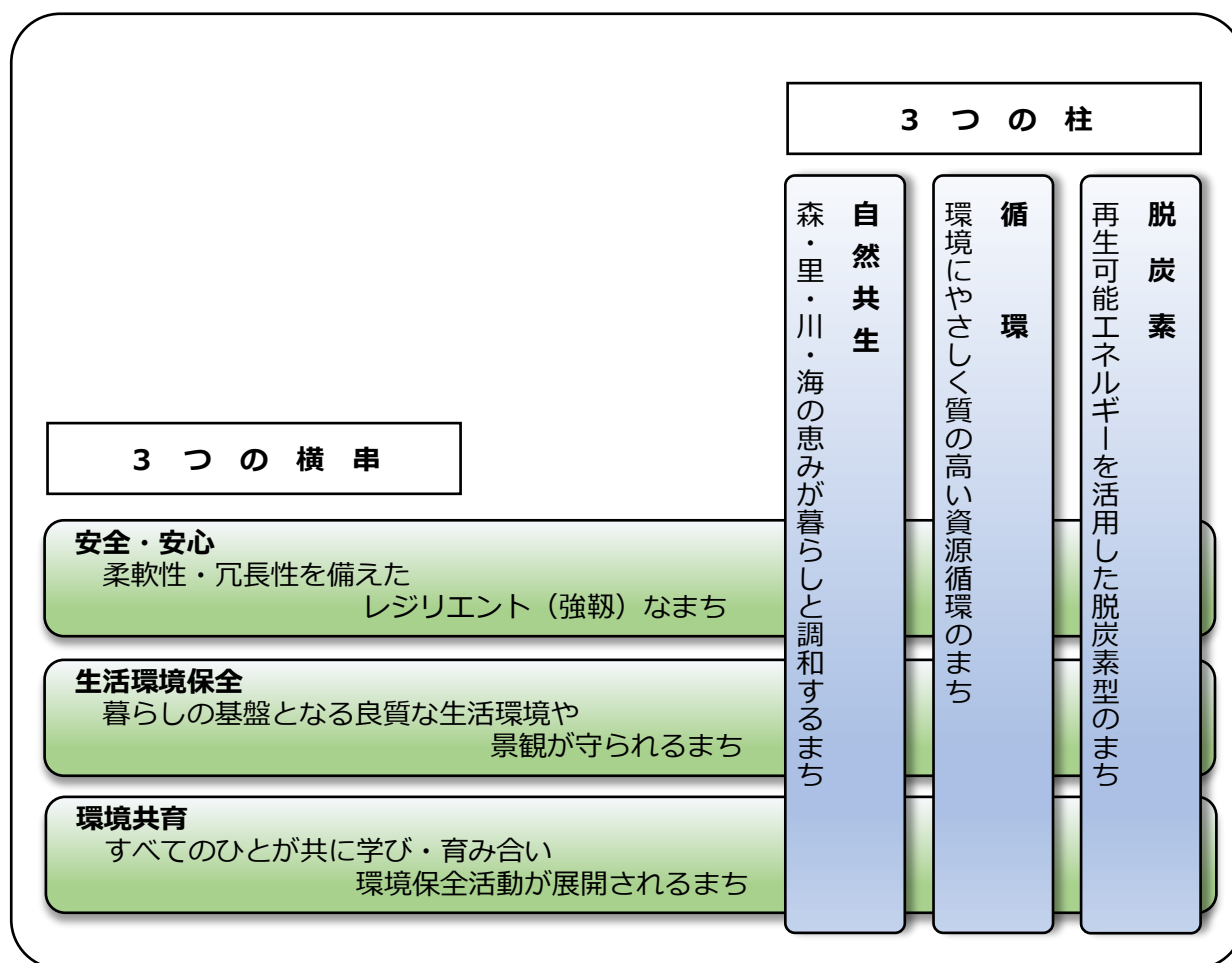 3つの柱
脱炭素
再生可能エネルギーを活用した脱炭素型のまち
循環
環境にやさしく質の高い資源循環のまち
自然共生
森・里・川・海の恵みが暮らしと調和するまち
3つの横串
安全・安心
柔軟性・冗長性を備えた
レジリエント（強靱）なまち
生活環境保全
暮らしの基盤となる良質な生活環境や
景観が守られるまち
環境共育
すべてのひとが共に学び・育み合い
環境保全活動が展開されるまち